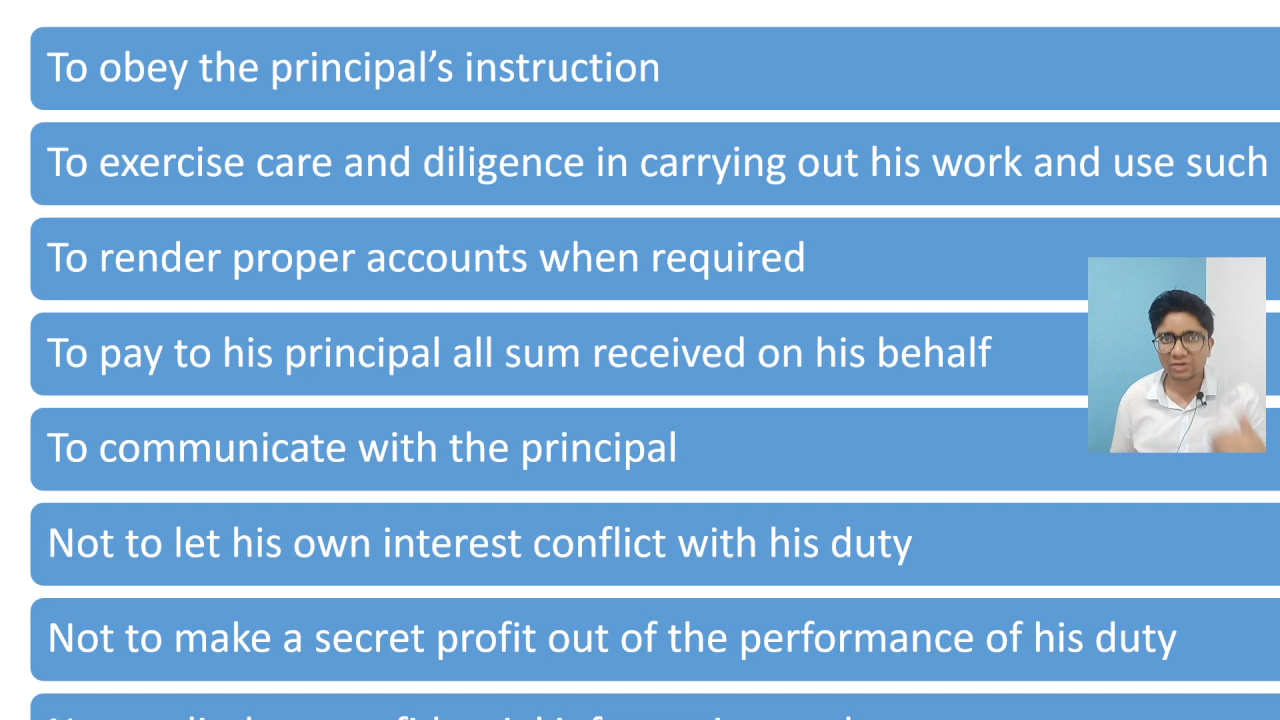 To obey the principal’s instruction
To exercise care and diligence in carrying out his work and use such
To render proper accounts when required
To pay to his principal all sum received on his behalf
To communicate with the principal
Not to let his own interest conflict with his duty
Not to make a secret profit out of the performance of his duty